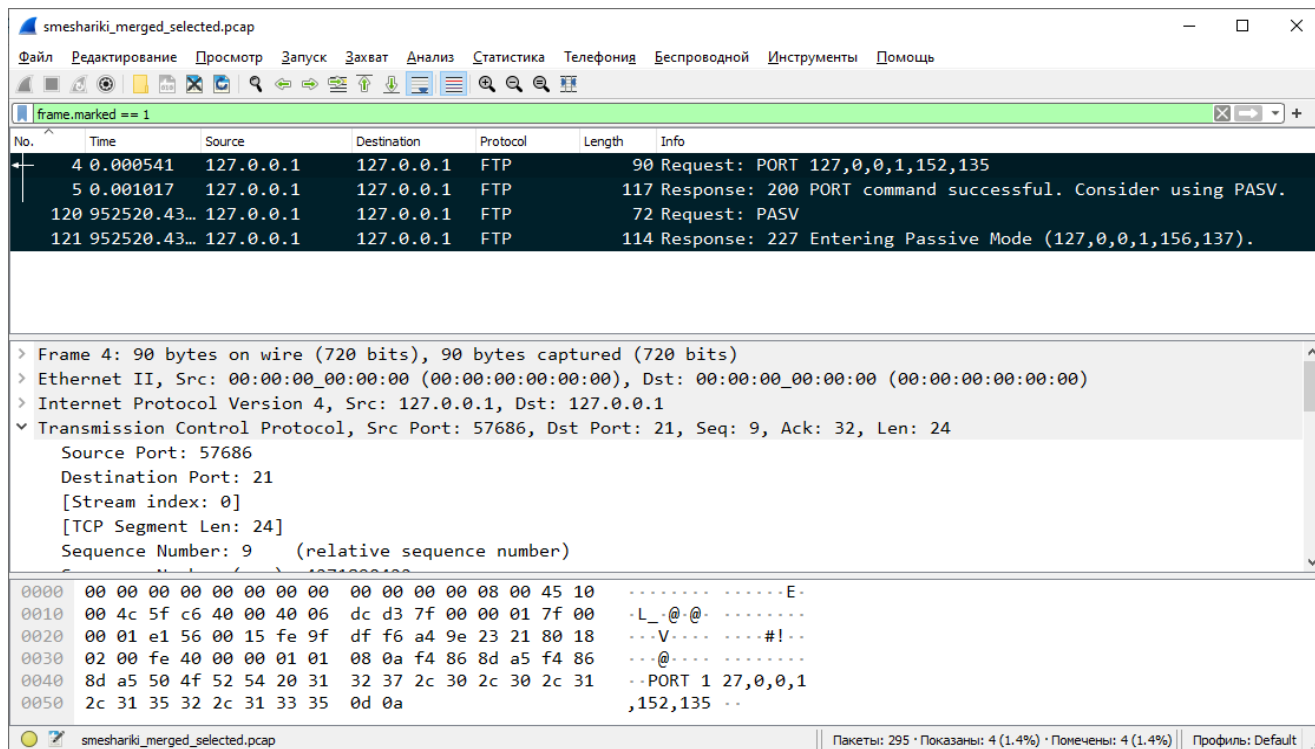 smeshariki_merged_selected.pcap
Файл Редактирование Просмотр Запуск Захват Анализ Статистика Телефония Беспроводной Инструменты Помощь
frame.marked == 1
No. Time Source Destination Protocol Length Info
4 0.000541 127.0.0.1 127.0.0.1 FTP 90 Request: PORT 127,0,0,1,152,135
5 0.001017 127.0.0.1 127.0.0.1 FTP 117 Response: 200 PORT command successful. Consider using PASV.
120 952520.43… 127.0.0.1 127.0.0.1 FTP 72 Request: PASV
121 952520.43… 127.0.0.1 127.0.0.1 FTP 114 Response: 227 Entering Passive Mode (127,0,0,1,156,137).
Frame 4: 90 bytes on wire (720 bits), 90 bytes captured (720 bits)
Ethernet II, Src: 00:00:00_00:00:00 (00:00:00:00:00:00), Dst: 00:00:00_00:00:00 (00:00:00:00:00:00)
Internet Protocol Version 4, Src: 127.0.0.1, Dst: 127.0.0.1
Transmission Control Protocol, Src Port: 57686, Dst Port: 21, Seq: 9, Ack: 32, Len: 24
Source Port: 57686
Destination Port: 21
[Stream index: 0]
[TCP Segment Len: 24]
Sequence Number: 9 (relative sequence number)
0000 00 00 00 00 00 00 00 00 00 00 00 00 08 00 45 10 ········ ······E·
0010 00 4c 5f c6 40 00 40 06 dc d3 7f 00 00 01 7f 00 ·L_·@·@· ········
0020 00 01 e1 56 00 15 fe 9f df f6 a4 9e 23 21 80 18 ···V···· ····#!··
0030 02 00 fe 40 00 00 01 01 08 0a f4 86 8d a5 f4 86 ···@···· ········
0040 8d a5 50 4f 52 54 20 31 32 37 2c 30 2c 30 2c 31 ··PORT 1 27,0,0,1
0050 2c 31 35 32 2c 31 33 35 0d 0a ,152,135 ··
smeshariki_merged_selected.pcap Пакеты: 295 · Показаны: 4 (1.4%) · Помечены: 4 (1.4%) Профиль: Default